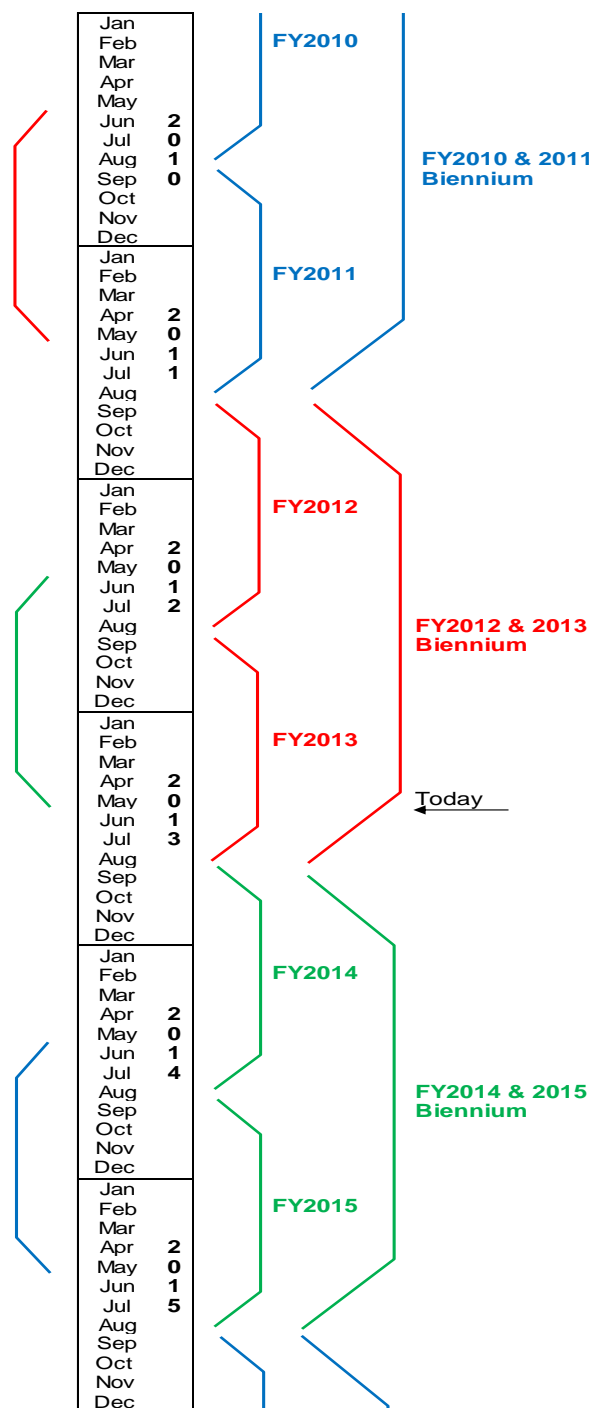 Jan
Feb
Mar
Apr
May
Jun 2
Jul 0
Aug 1
Sep 0
Oct
Nov
Dec
FY2010
FY2010 & 2011
Biennium
Jan
Feb
Mar
Apr 2
May 0
Jun 1
Jul 1
Aug
Sep
Oct
Nov
Dec
FY2011
Jan
Feb
Mar
Apr 2
May 0
Jun 1
Jul 2
Aug
Sep
Oct
Nov
Dec
FY2012
FY2012 & 2013
Biennium
Jan
Feb
Mar
Apr 2
May 0
Jun 1
Jul 3
Aug
Sep
Oct
Nov
Dec
FY2013
Today
Jan
Feb
Mar
Apr 2
May 0
Jun 1
Jul 4
Aug
Sep
Oct
Nov
Dec
FY2014
FY2014 & 2015
Biennium
Jan
Feb
Mar
Apr 2
May 0
Jun 1
Jul 5
Aug
Sep
Oct
Nov
Dec
FY2015